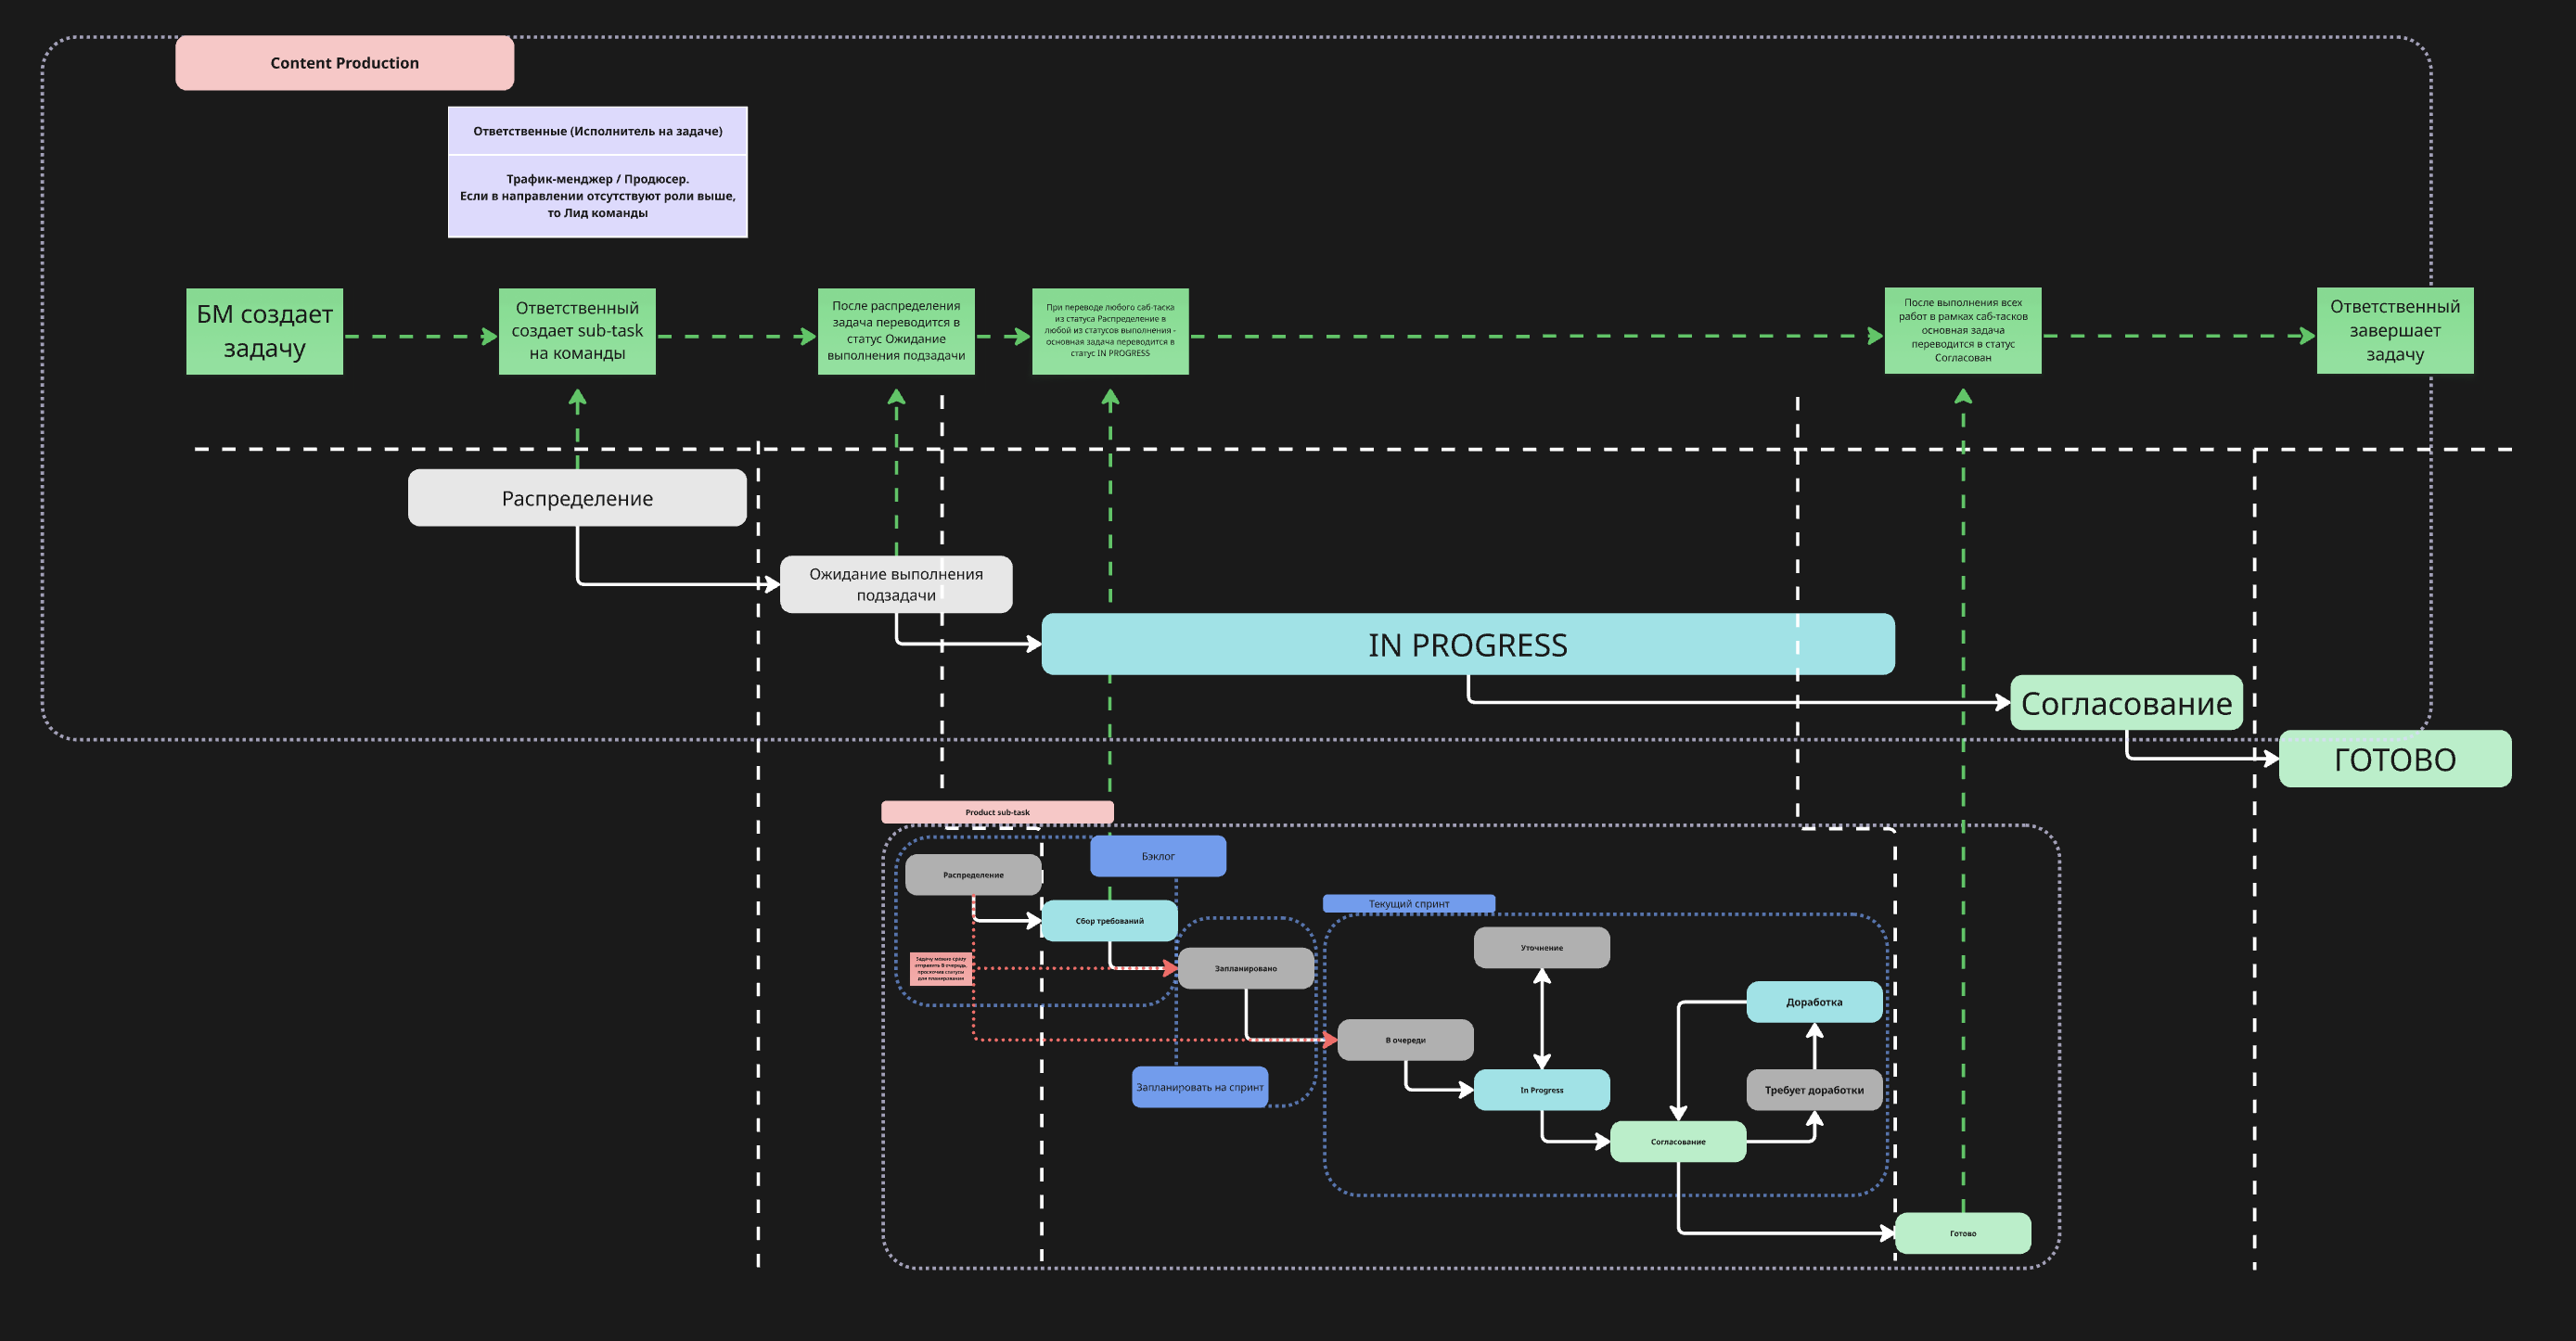 Content Production
Ответственные (Исполнитель на задаче)
Трафик-менджер / Продюсер.
Если в направлении отсутствуют роли выше,
то Лид команды
БМ создает
задачу
Ответственный
создает sub-task
на команды
После распределения
задача переводится в
статус Ожидание
выполнения подзадачи
При переводе любого саб-таска
из статуса Распределение в
любой из статусов выполнения -
основная задача переводится в
статус IN PROGRESS
После выполнения всех
работ в рамках саб-тасков
основная задача
переводится в статус
Согласован
Ответственный
завершает
задачу
Распределение
Ожидание выполнения
подзадачи
IN PROGRESS
Согласование
ГОТОВО
Product sub-task
Бэклог
Распределение
Текущий спринт
Сбор требований
Уточнение
Задачу можно сразу
отправить В очередь,
проскочив статусы
для планирования
Запланировано
Доработка
В очереди
Запланировать на спринт
In Progress
Требует доработки
Согласование
Готово